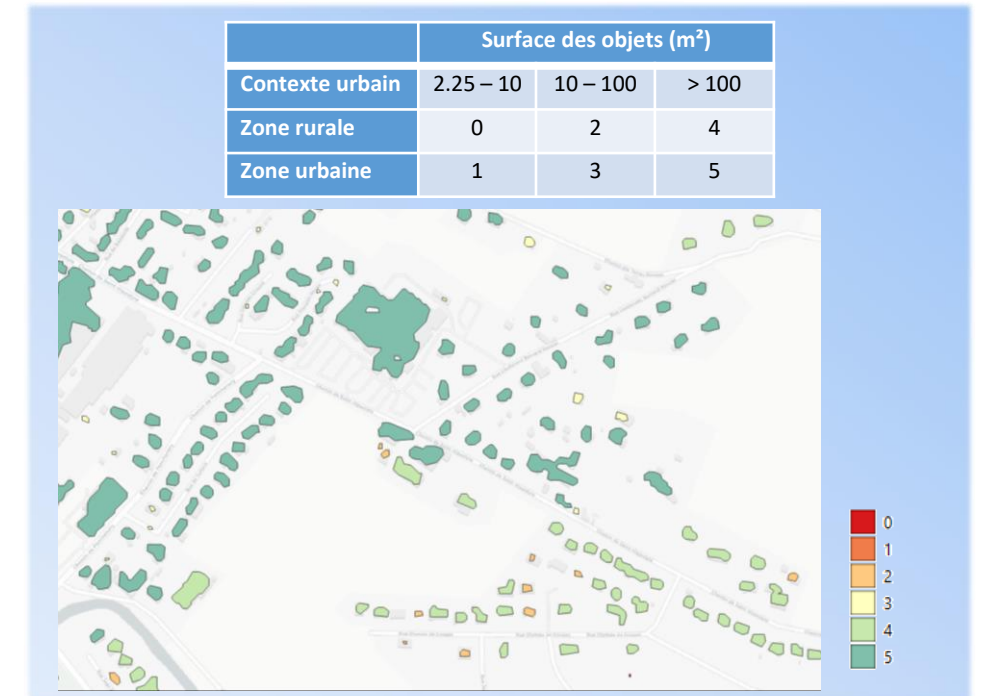 Surface des objets (m²)
Contexte urbain 2.25 – 10 10 – 100 > 100
Zone rurale 0 2 4
Zone urbaine 1 3 5
0
1
2
3
4
5